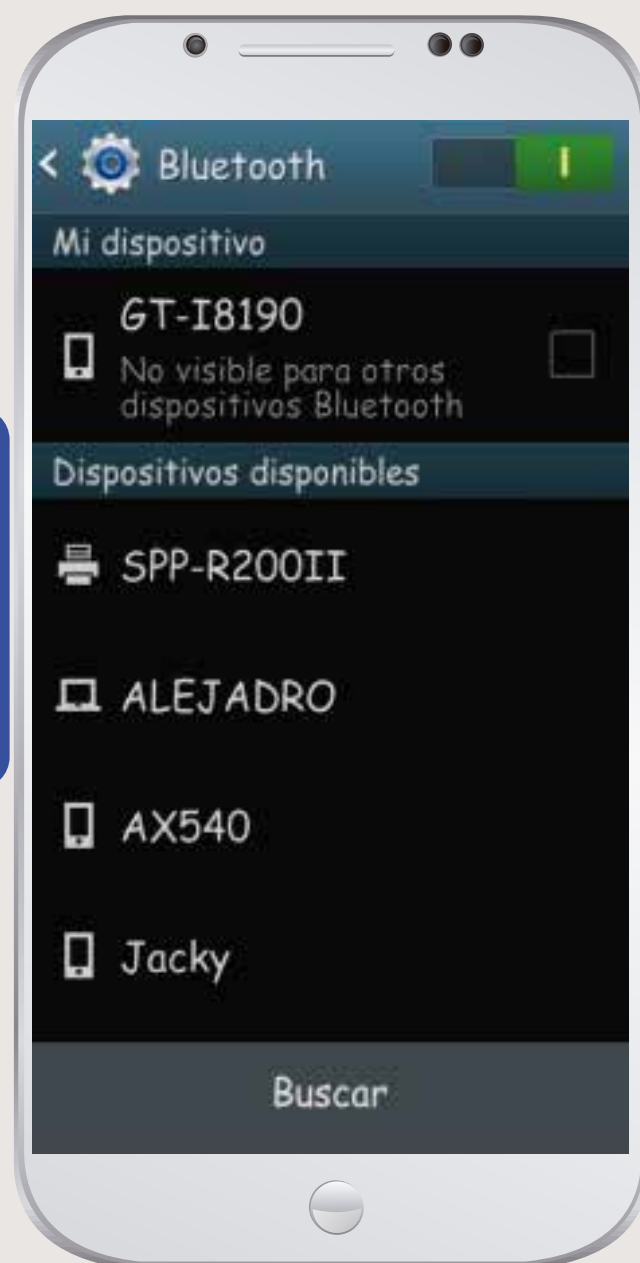 Bluetooth
Mi dispositivo
GT-I8190
No visible para otros
dispositivos Bluetooth
Dispositivos disponibles
SPP-R200II
ALEJADRO
AX540
Jacky
Buscar